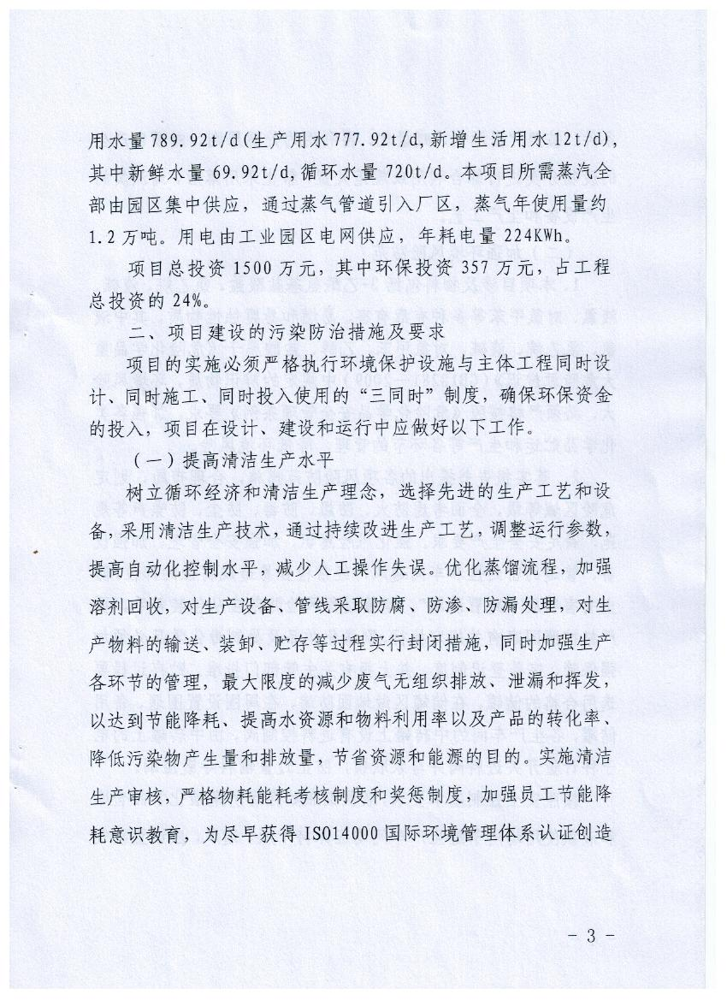 用水量789.92t/d(生产用水777.92t/d,新增生活用水12t/d),
其中新鲜水量69.92t/d,循环水量720t/d。本项目所需蒸汽全
部由园区集中供应，通过蒸气管道引入厂区，蒸气年使用量约
1.2万吨。用电由工业园区电网供应，年耗电量224KWh。
项目总投资1500万元，其中环保投资357万元，占工程
总投资的24%。
二、项目建设的污染防治措施及要求
项目的实施必须严格执行环境保护设施与主体工程同时设
计、同时施工、同时投入使用的“三同时”制度，确保环保资金
的投入，项目在设计、建设和运行中应做好以下工作。
（一）提高清洁生产水平
树立循环经济和清洁生产理念，选择先进的生产工艺和设
备，采用清洁生产技术，通过持续改进生产工艺，调整运行参数，
提高自动化控制水平，减少人工操作失误。优化蒸馏流程，加强
溶剂回收，对生产设备、管线采取防腐、防渗、防漏处理，对生
产物料的输送、装卸、贮存等过程实行封闭措施，同时加强生产
各环节的管理，最大限度的减少废气无组织排放、泄漏和挥发，
以达到节能降耗、提高水资源和物料利用率以及产品的转化率、
降低污染物产生量和排放量，节省资源和能源的目的。实施清洁
生产审核，严格物耗能耗考核制度和奖惩制度，加强员工节能降
耗意识教育，为尽早获得ISO14000国际环境管理体系认证创造
- 3 -